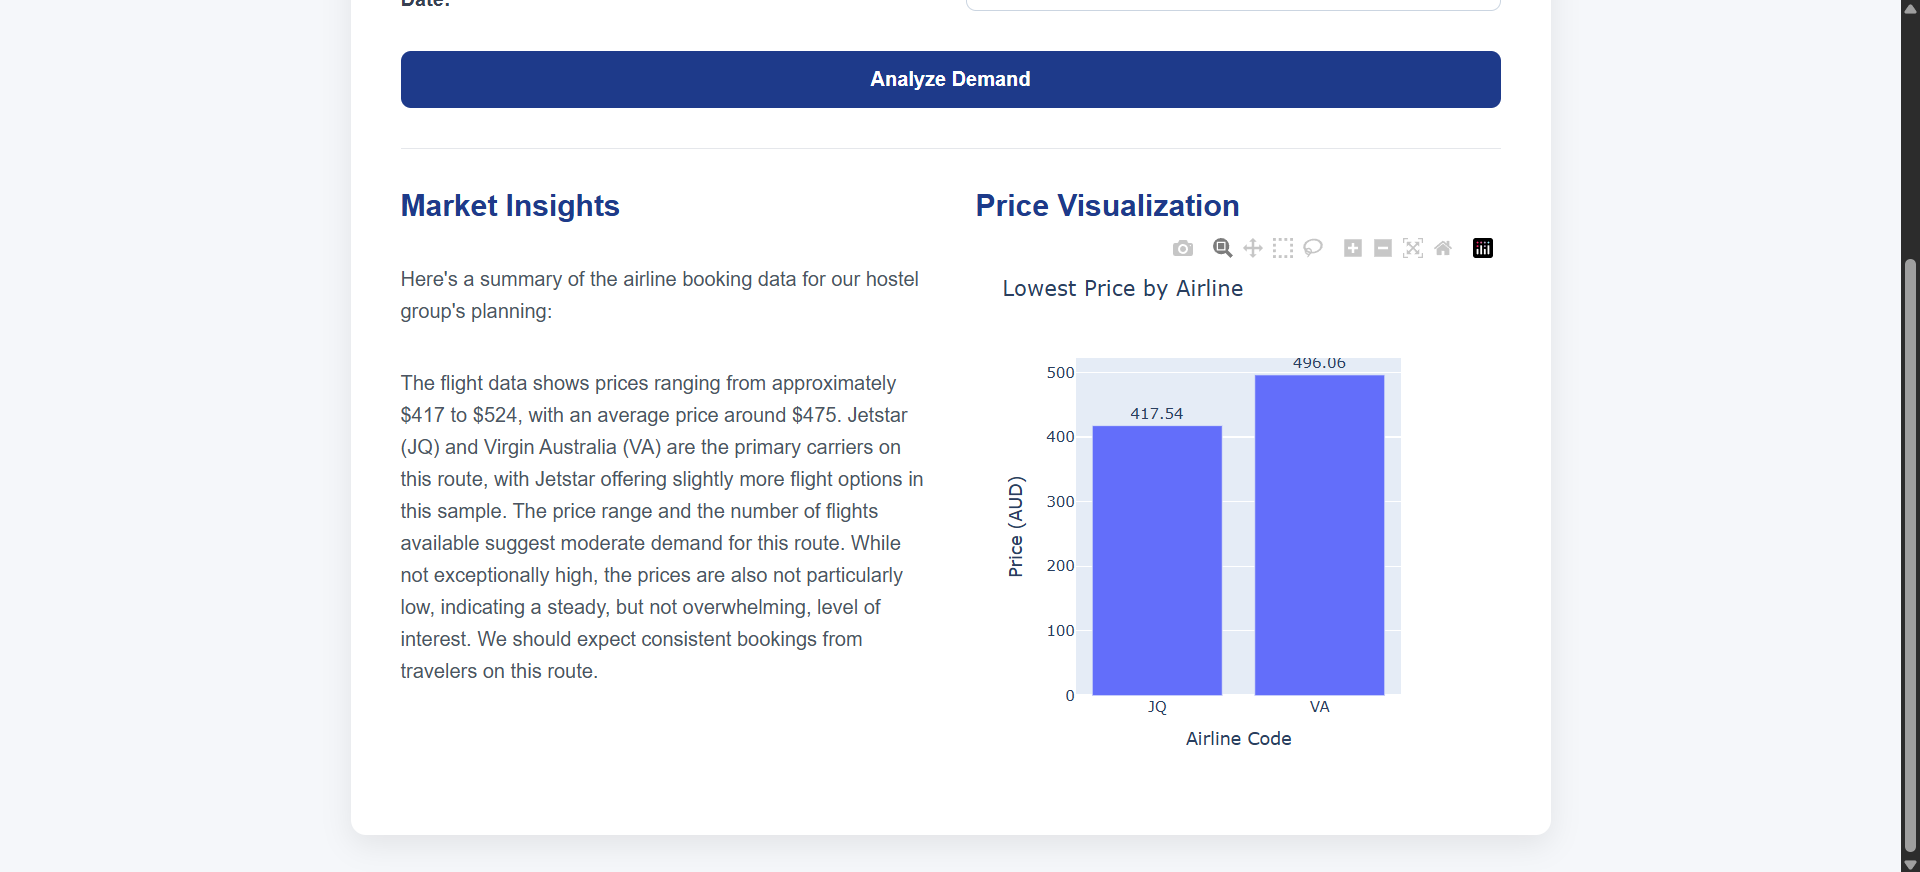 Date:
Analyze Demand
Market Insights
Here's a summary of the airline booking data for our hostel
group's planning:
The flight data shows prices ranging from approximately
$417 to $524, with an average price around $475. Jetstar
(JQ) and Virgin Australia (VA) are the primary carriers on
this route, with Jetstar offering slightly more flight options in
this sample. The price range and the number of flights
available suggest moderate demand for this route. While
not exceptionally high, the prices are also not particularly
low, indicating a steady, but not overwhelming, level of
interest. We should expect consistent bookings from
travelers on this route.
Price Visualization
Lowest Price by Airline
496.06
417.54
500
400
300
200
100
0
Price (AUD)
JQ
VA
Airline Code